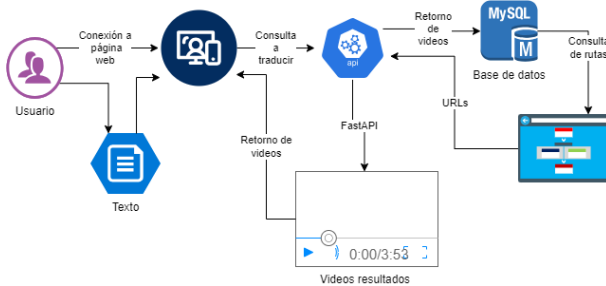 Conexión a
página
web
Usuario
Texto
Consulta
a
traducir
Retorno de
videos
api
FastAPI
0:00/3:53
Videos resultados
Retorno
de
videos
MySQL
M
Base de datos
Consulta
de rutas
URLs